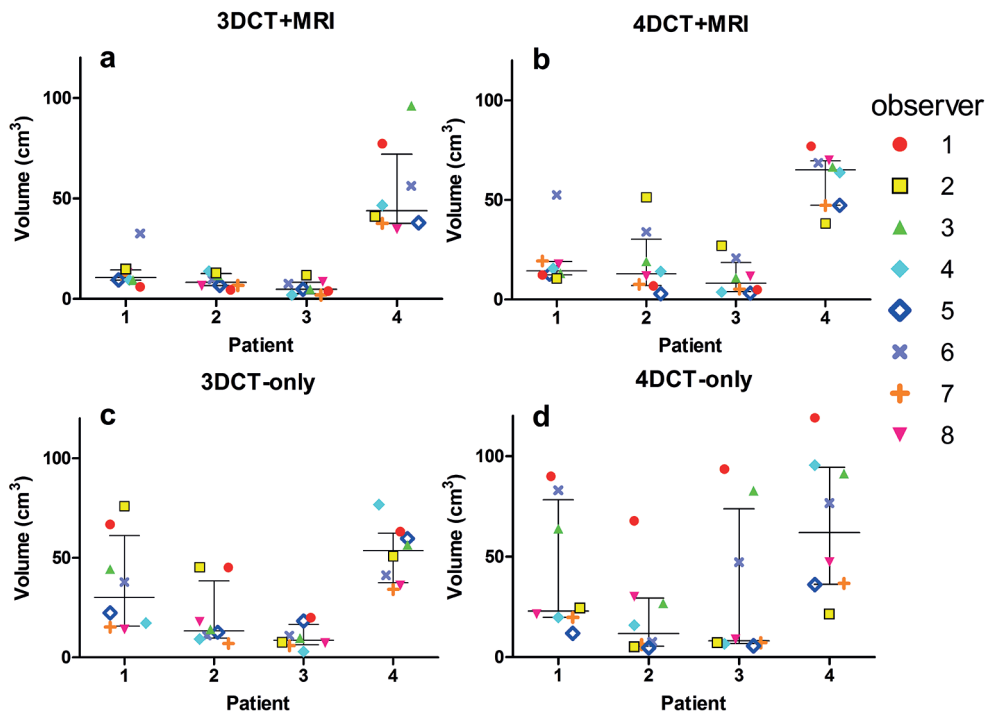 3DCT+MRI
a
Volume (cm³)
100
50
0
1 2 3 4
Patient
4DCT+MRI
b
Volume (cm³)
100
50
0
1 2 3 4
Patient
observer
1
2
3
4
5
6
7
8
3DCT-only
c
Volume (cm³)
100
50
0
1 2 3 4
Patient
4DCT-only
d
Volume (cm³)
100
50
0
1 2 3 4
Patient